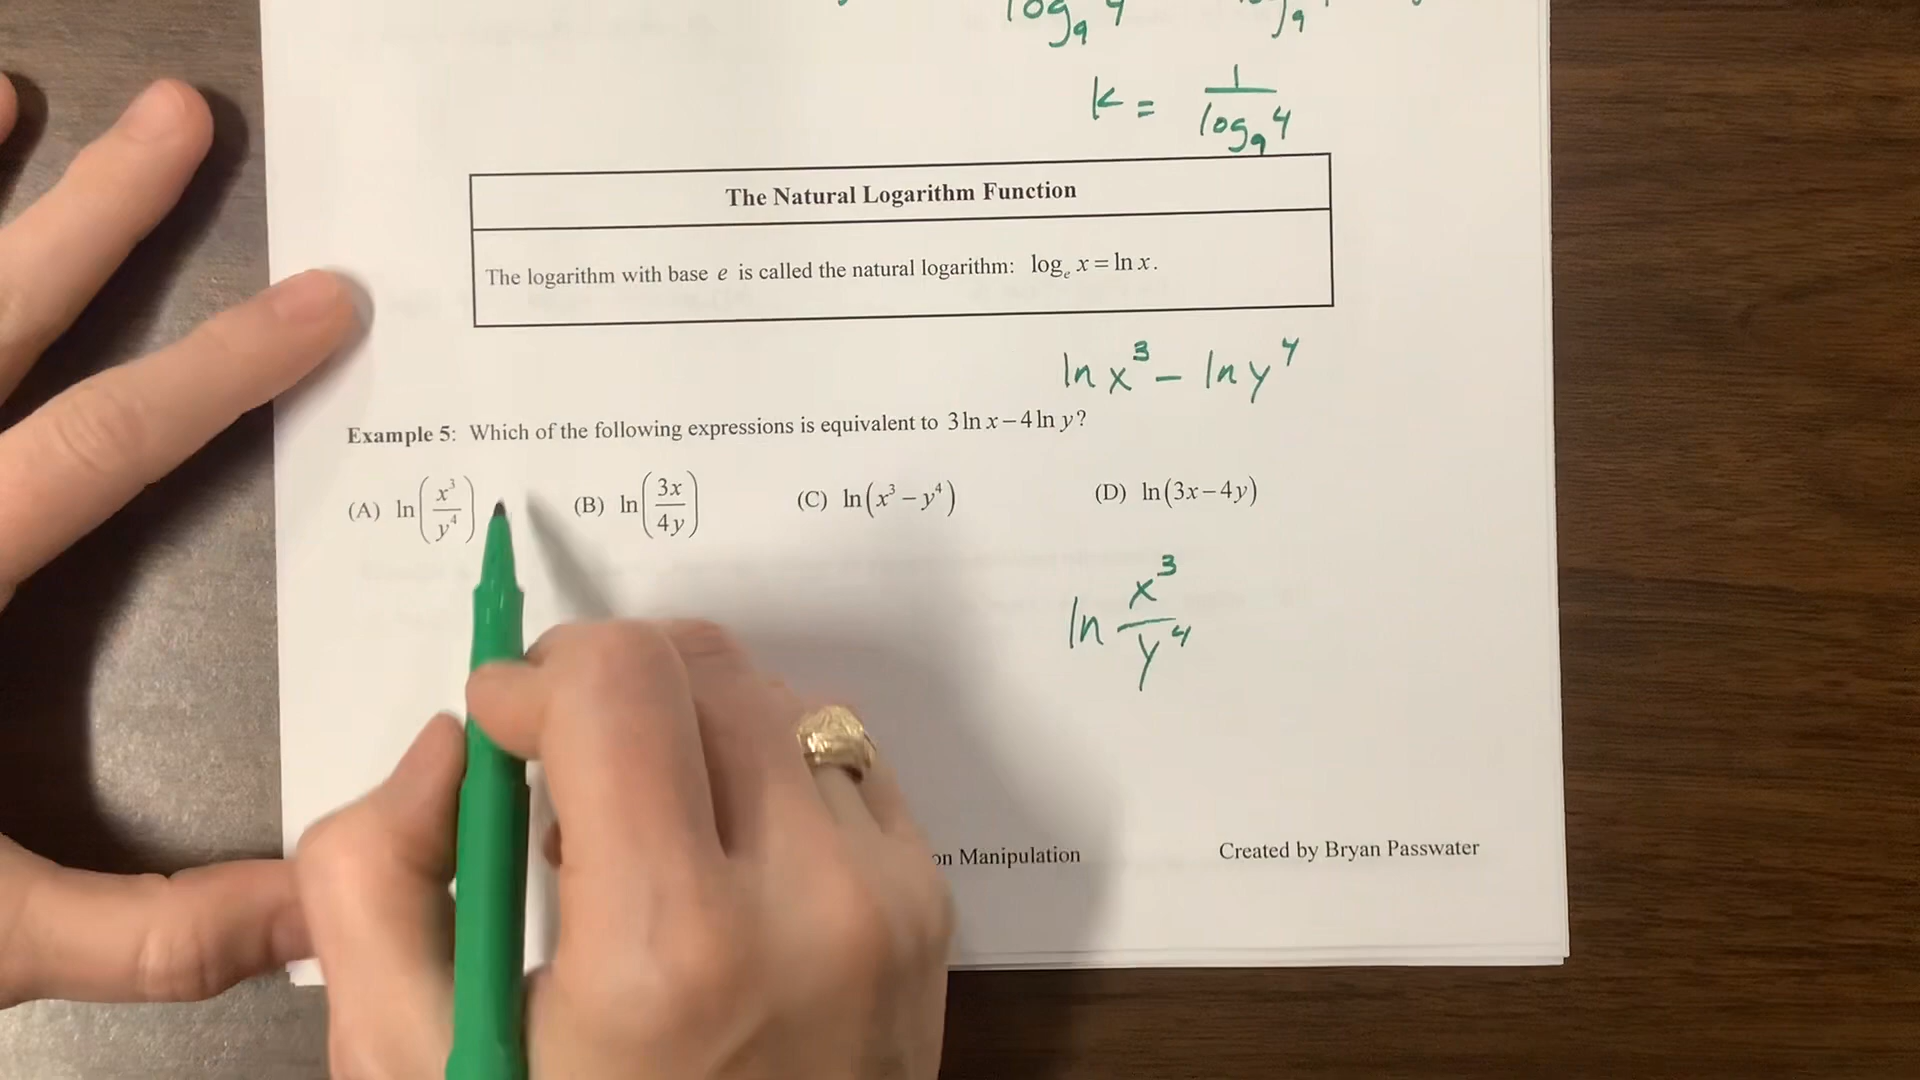 log₉ 4
K = 1/log₉ 4
The Natural Logarithm Function
The logarithm with base e is called the natural logarithm: logₑ x = ln x.
ln x³ − ln y⁴
Example 5: Which of the following expressions is equivalent to 3 ln x − 4 ln y?
(A) ln(x³/y⁴) (B) ln(3x/4y) (C) ln(x³ − y⁴) (D) ln(3x − 4y)
ln x³/y⁴
Manipulation Created by Bryan Passwater